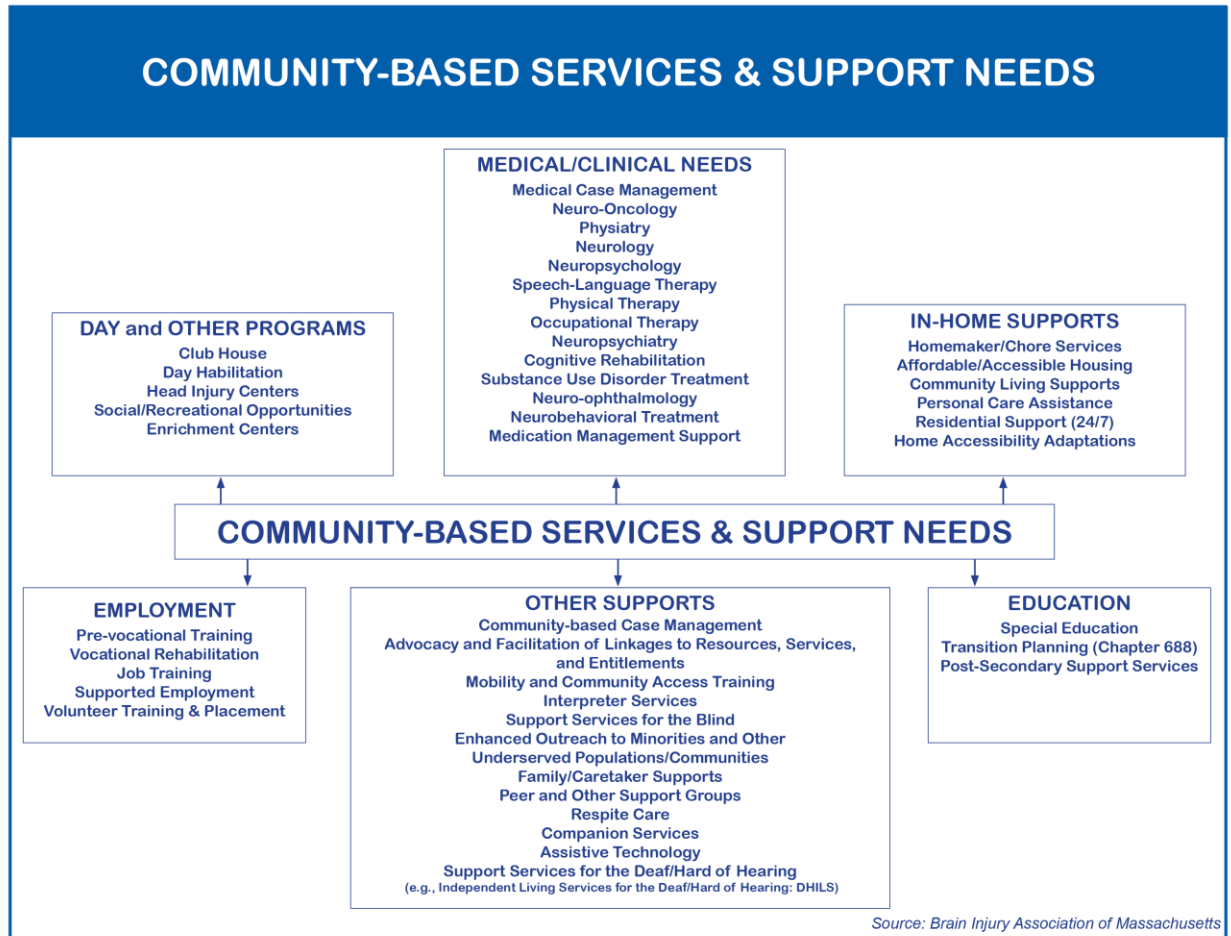 COMMUNITY-BASED SERVICES & SUPPORT NEEDS
MEDICAL/CLINICAL NEEDS
Medical Case Management
Neuro-Oncology
Physiatry
Neurology
Neuropsychology
Speech-Language Therapy
Physical Therapy
Occupational Therapy
Neuropsychiatry
Cognitive Rehabilitation
Substance Use Disorder Treatment
Neuro-ophthalmology
Neurobehavioral Treatment
Medication Management Support
DAY and OTHER PROGRAMS
Club House
Day Habilitation
Head Injury Centers
Social/Recreational Opportunities
Enrichment Centers
IN-HOME SUPPORTS
Homemaker/Chore Services
Affordable/Accessible Housing
Community Living Supports
Personal Care Assistance
Residential Support (24/7)
Home Accessibility Adaptations
COMMUNITY-BASED SERVICES & SUPPORT NEEDS
EMPLOYMENT
Pre-vocational Training
Vocational Rehabilitation
Job Training
Supported Employment
Volunteer Training & Placement
OTHER SUPPORTS
Community-based Case Management
Advocacy and Facilitation of Linkages to Resources, Services,
and Entitlements
Mobility and Community Access Training
Interpreter Services
Support Services for the Blind
Enhanced Outreach to Minorities and Other
Underserved Populations/Communities
Family/Caretaker Supports
Peer and Other Support Groups
Respite Care
Companion Services
Assistive Technology
Support Services for the Deaf/Hard of Hearing
(e.g., Independent Living Services for the Deaf/Hard of Hearing: DHILS)
EDUCATION
Special Education
Transition Planning (Chapter 688)
Post-Secondary Support Services
Source: Brain Injury Association of Massachusetts